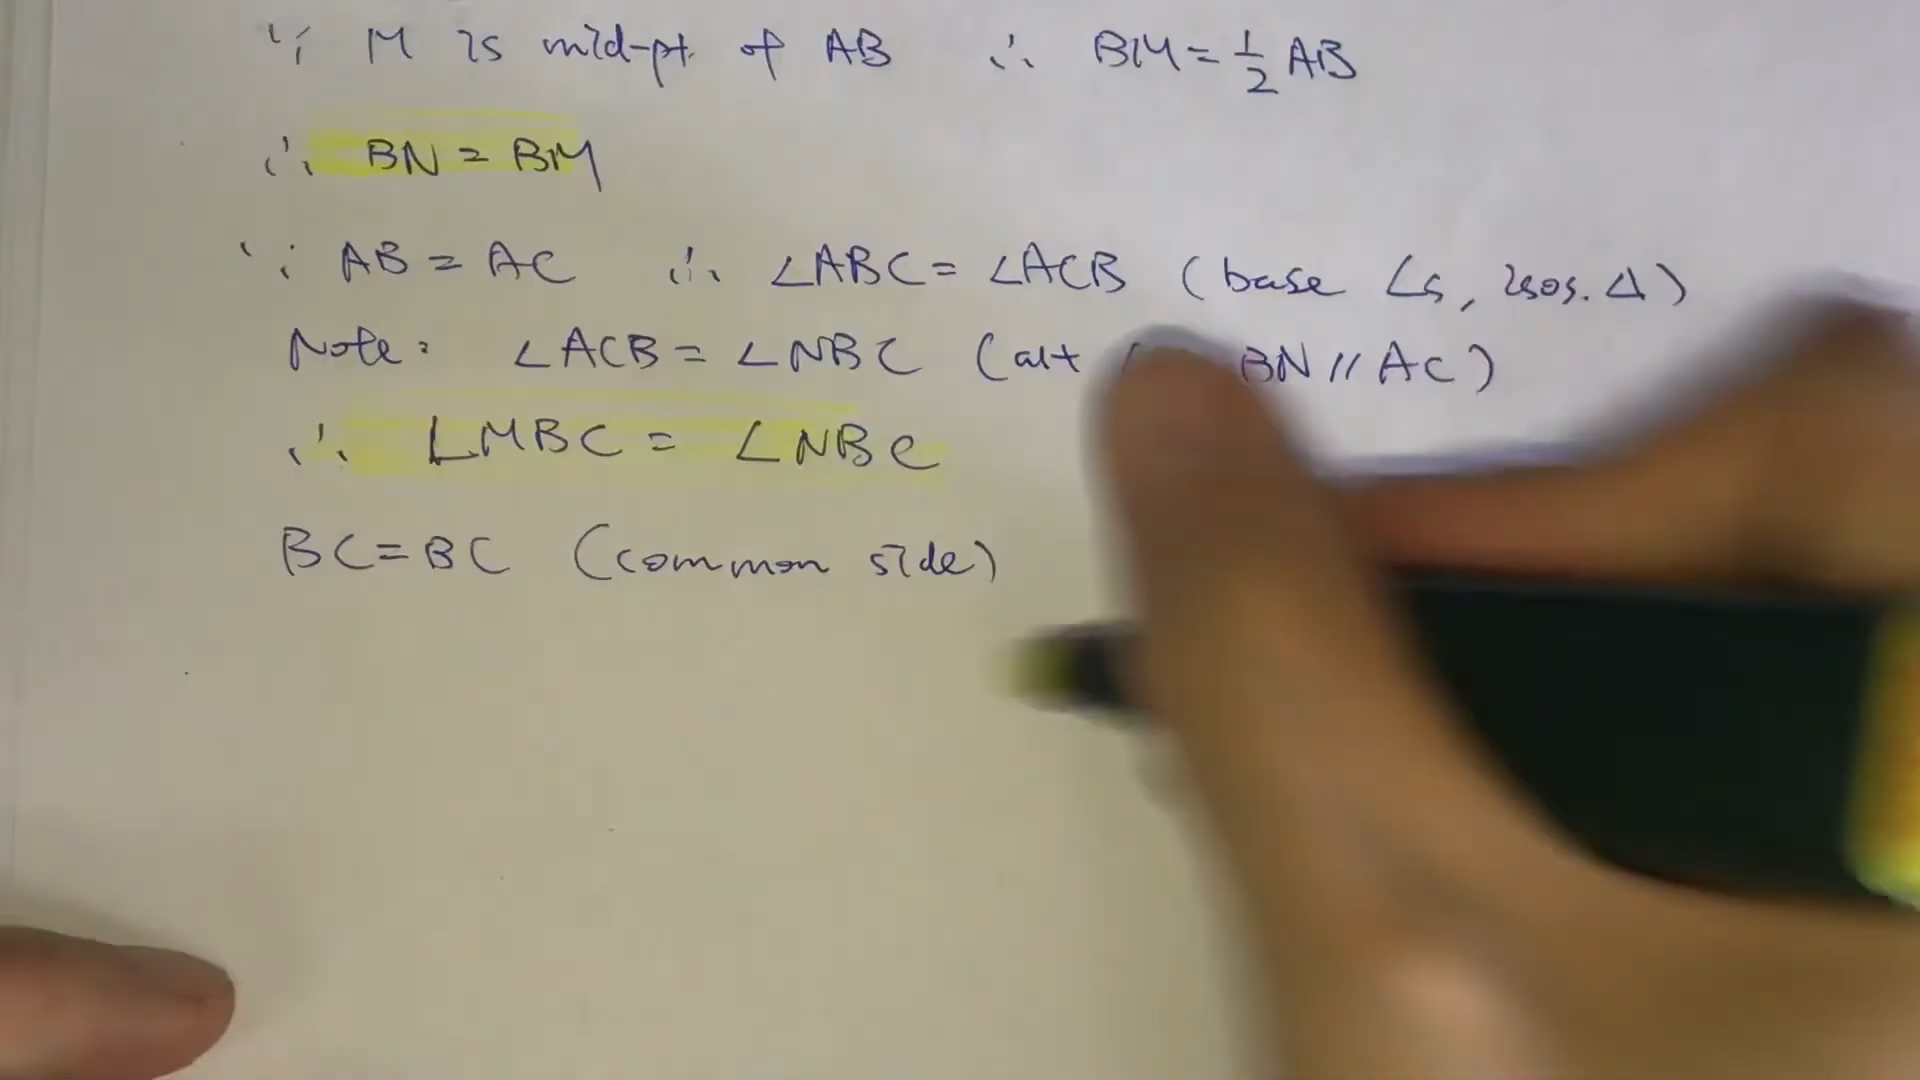 ∵ M is mid-pt. of AB ∴ BM = 1/2 AB
∴ BN = BM
∵ AB = AC ∴ ∠ABC = ∠ACB (base ∠s, isos. Δ)
Note: ∠ACB = ∠NBC (alt BN // AC)
∴ ∠MBC = ∠NBC
BC = BC (common side)